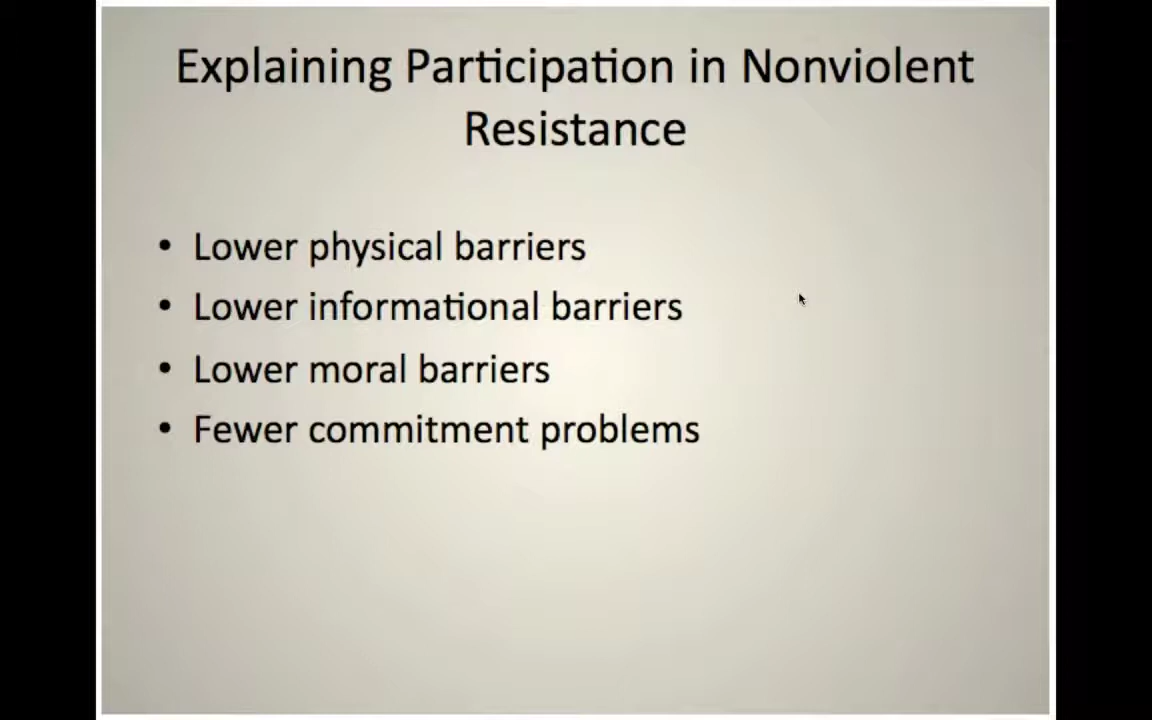 Explaining Participation in Nonviolent
Resistance
• Lower physical barriers
• Lower informational barriers
• Lower moral barriers
• Fewer commitment problems